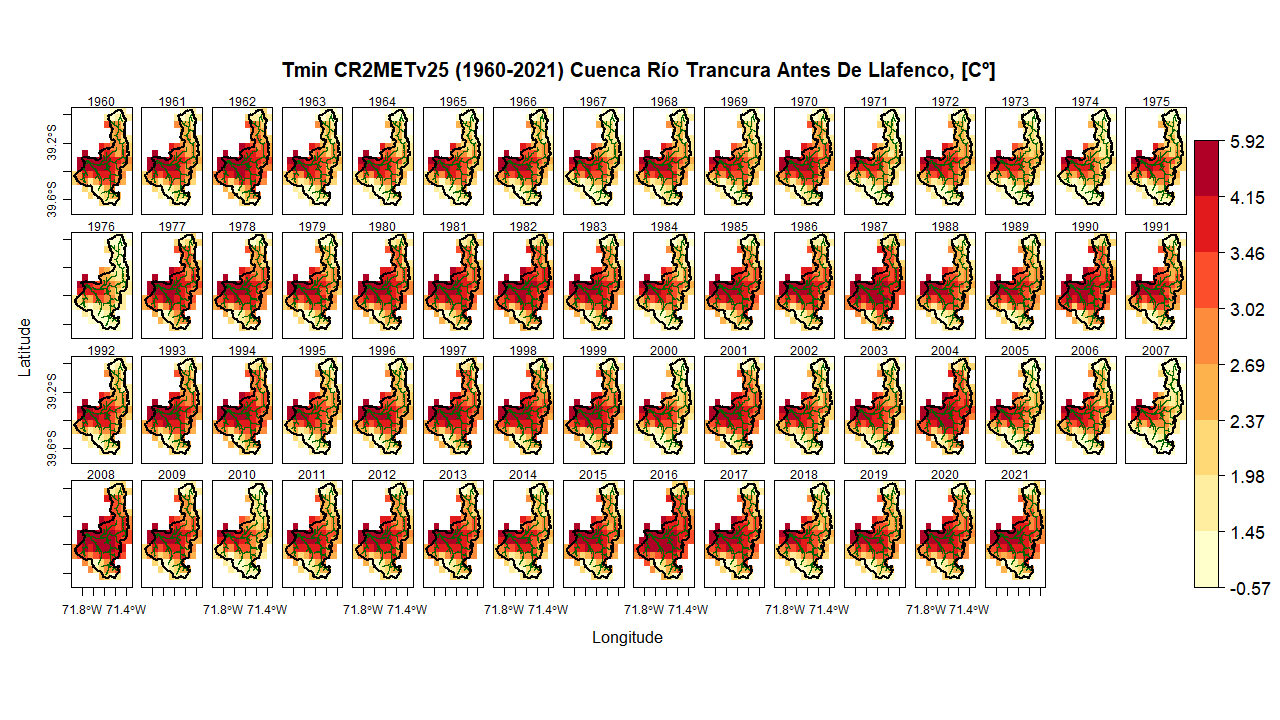 Tmin CR2METv25 (1960-2021) Cuenca Río Trancura Antes De Llafenco, [Cº]
1960 1961 1962 1963 1964 1965 1966 1967 1968 1969 1970 1971 1972 1973 1974 1975
39.2°S
39.6°S
1976 1977 1978 1979 1980 1981 1982 1983 1984 1985 1986 1987 1988 1989 1990 1991
Latitude
1992 1993 1994 1995 1996 1997 1998 1999 2000 2001 2002 2003 2004 2005 2006 2007
39.2°S
39.6°S
2008 2009 2010 2011 2012 2013 2014 2015 2016 2017 2018 2019 2020 2021
71.8°W 71.4°W 71.8°W 71.4°W 71.8°W 71.4°W 71.8°W 71.4°W 71.8°W 71.4°W 71.8°W 71.4°W 71.8°W 71.4°W
Longitude
5.92
4.15
3.46
3.02
2.69
2.37
1.98
1.45
-0.57